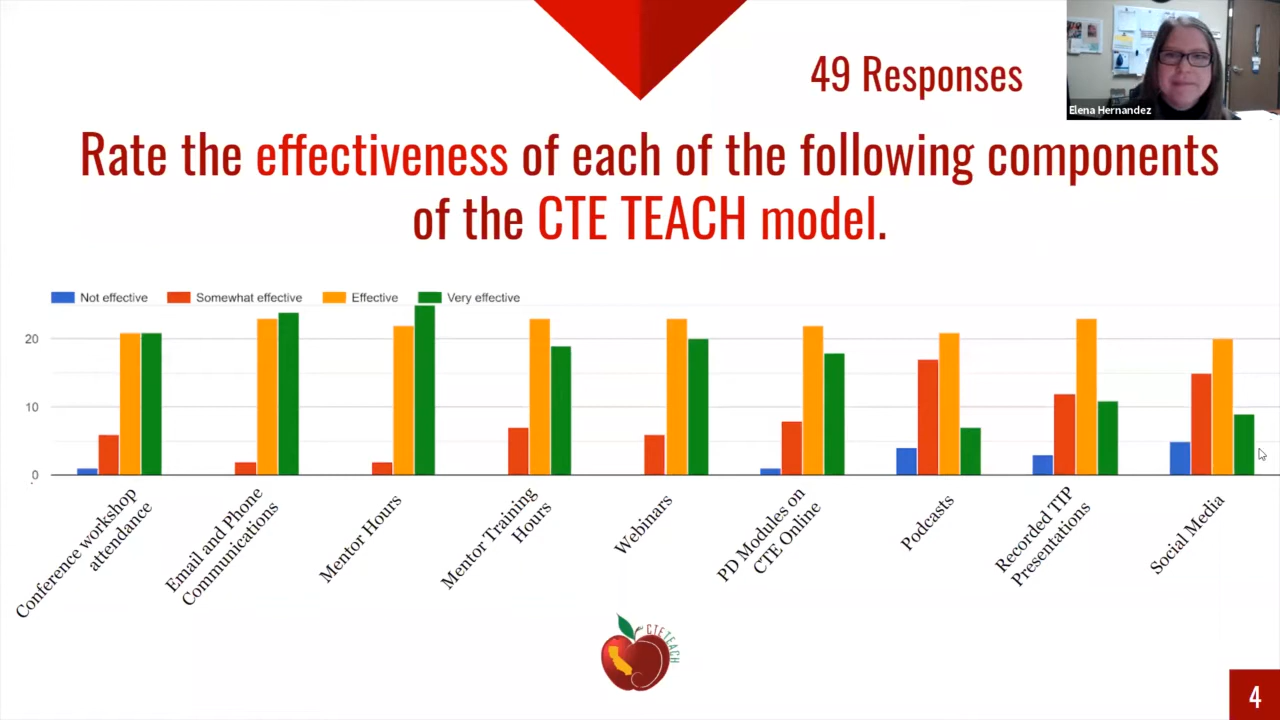 49 Responses
Elena Hernandez
Rate the effectiveness of each of the following components
of the CTE TEACH model.
Not effective
Somewhat effective
Effective
Very effective
20
10
0
Conference workshop
attendance
Email and Phone
Communications
Mentor Hours
Mentor Training
Hours
Webinars
PD Modules on
CTE Online
Podcasts
Recorded TIP
Presentations
Social Media
CTE TEACH
4